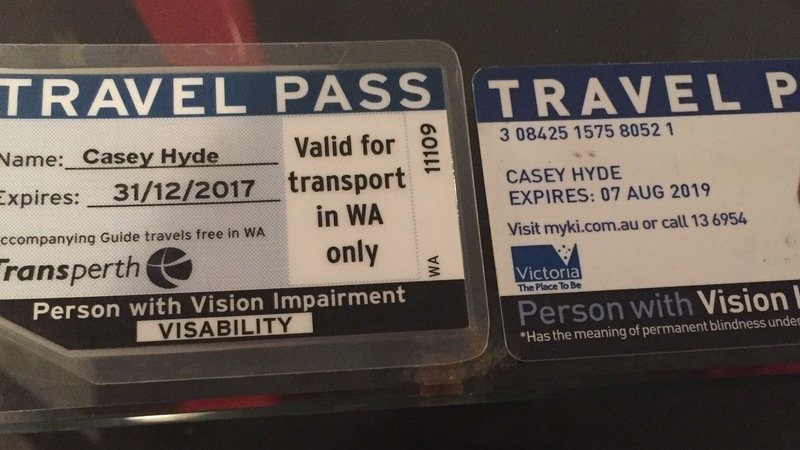 TRAVEL PASS
Name: Casey Hyde
Expires: 31/12/2017
Accompanying Guide travels free in WA
Transperth
Valid for
transport
in WA
only
WA 11109
Person with Vision Impairment
VISABILITY
TRAVEL P
3 08425 1575 8052 1
CASEY HYDE
EXPIRES: 07 AUG 2019
Visit myki.com.au or call 13 6954
Victoria
The Place To Be
Person with Vision I
*Has the meaning of permanent blindness unde